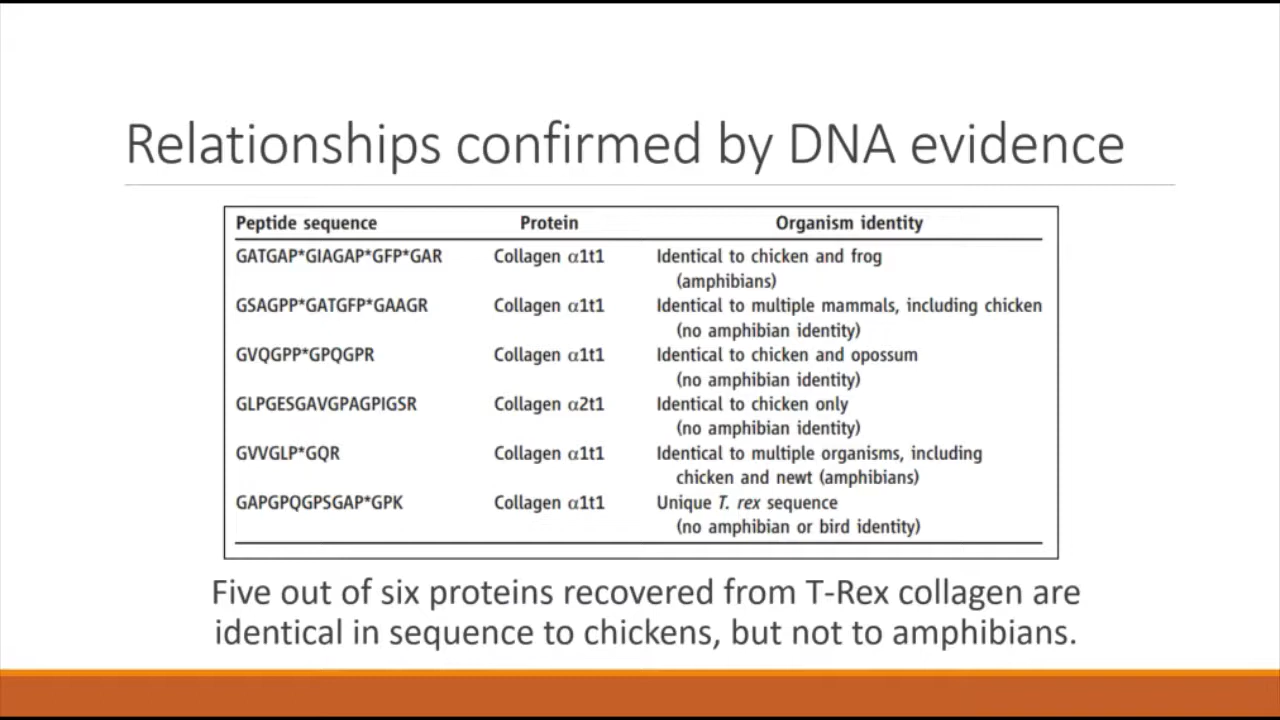 Relationships confirmed by DNA evidence
Peptide sequence Protein Organism identity
GATGAP*GIAGAP*GFP*GAR Collagen α1t1 Identical to chicken and frog
(amphibians)
GSAGPP*GATGFP*GAAGR Collagen α1t1 Identical to multiple mammals, including chicken
(no amphibian identity)
GVQGPP*GPQGPR Collagen α1t1 Identical to chicken and opossum
(no amphibian identity)
GLPGESGAVGPAGPIGSR Collagen α2t1 Identical to chicken only
(no amphibian identity)
GVVGLP*GQR Collagen α1t1 Identical to multiple organisms, including
chicken and newt (amphibians)
GAPGPQGPSGAP*GPK Collagen α1t1 Unique T. rex sequence
(no amphibian or bird identity)
Five out of six proteins recovered from T-Rex collagen are
identical in sequence to chickens, but not to amphibians.